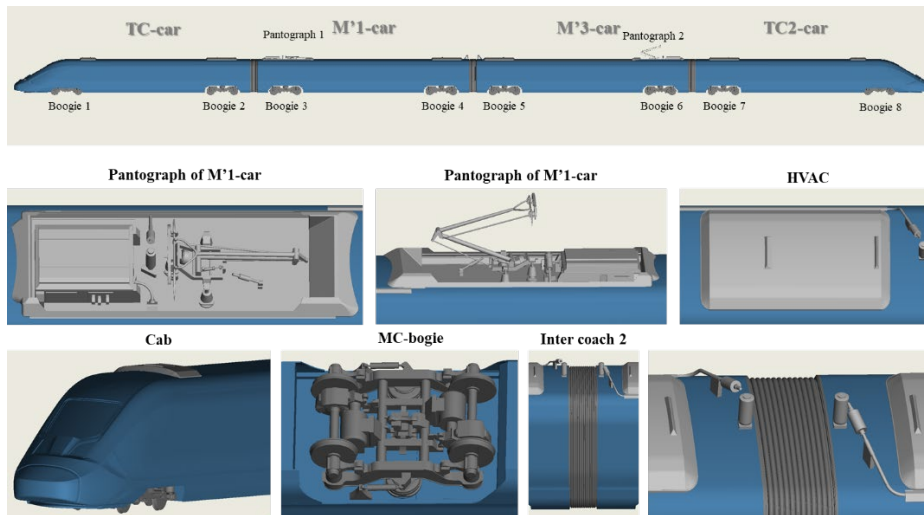 TC-car M'1-car M'3-car TC2-car
Pantograph 1 Pantograph 2
Boogie 1 Boogie 2 Boogie 3 Boogie 4 Boogie 5 Boogie 6 Boogie 7 Boogie 8
Pantograph of M'1-car Pantograph of M'1-car HVAC
Cab MC-bogie Inter coach 2